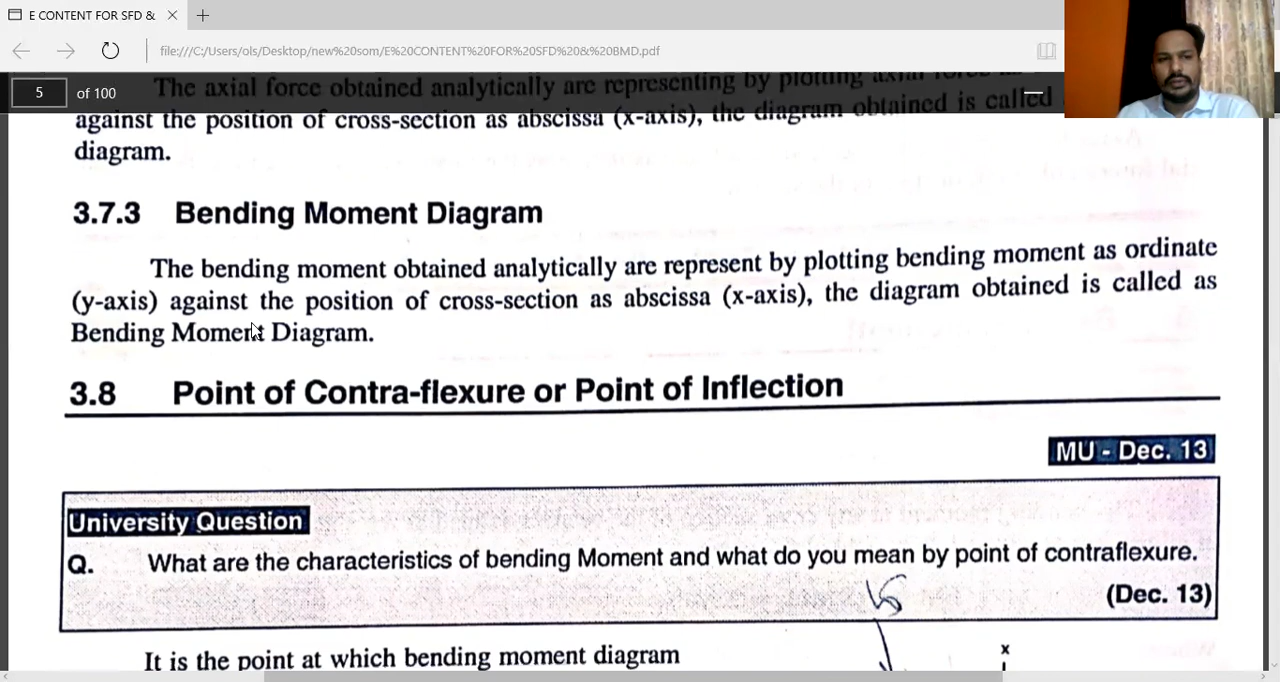 E CONTENT FOR SFD &
file:///C:/Users/ols/Desktop/new%20som/E%20CONTENT%20FOR%20SFD%20&%20BMD.pdf
5 of 100
The axial force obtained analytically are representing by plotting axial force
against the position of cross-section as abscissa (x-axis), the diagram obtained is called
diagram.
3.7.3 Bending Moment Diagram
The bending moment obtained analytically are represent by plotting bending moment as ordinate
(y-axis) against the position of cross-section as abscissa (x-axis), the diagram obtained is called as
Bending Moment Diagram.
3.8 Point of Contra-flexure or Point of Inflection
MU - Dec. 13
University Question
Q. What are the characteristics of bending Moment and what do you mean by point of contraflexure.
(Dec. 13)
It is the point at which bending moment diagram
x